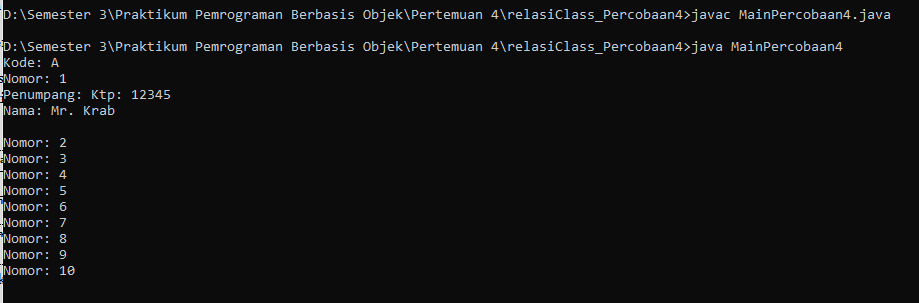 D:\Semester 3\Praktikum Pemrograman Berbasis Objek\Pertemuan 4\relasiClass_Percobaan4>javac MainPercobaan4.java
D:\Semester 3\Praktikum Pemrograman Berbasis Objek\Pertemuan 4\relasiClass_Percobaan4>java MainPercobaan4
Kode: A
Nomor: 1
Penumpang: Ktp: 12345
Nama: Mr. Krab
Nomor: 2
Nomor: 3
Nomor: 4
Nomor: 5
Nomor: 6
Nomor: 7
Nomor: 8
Nomor: 9
Nomor: 10